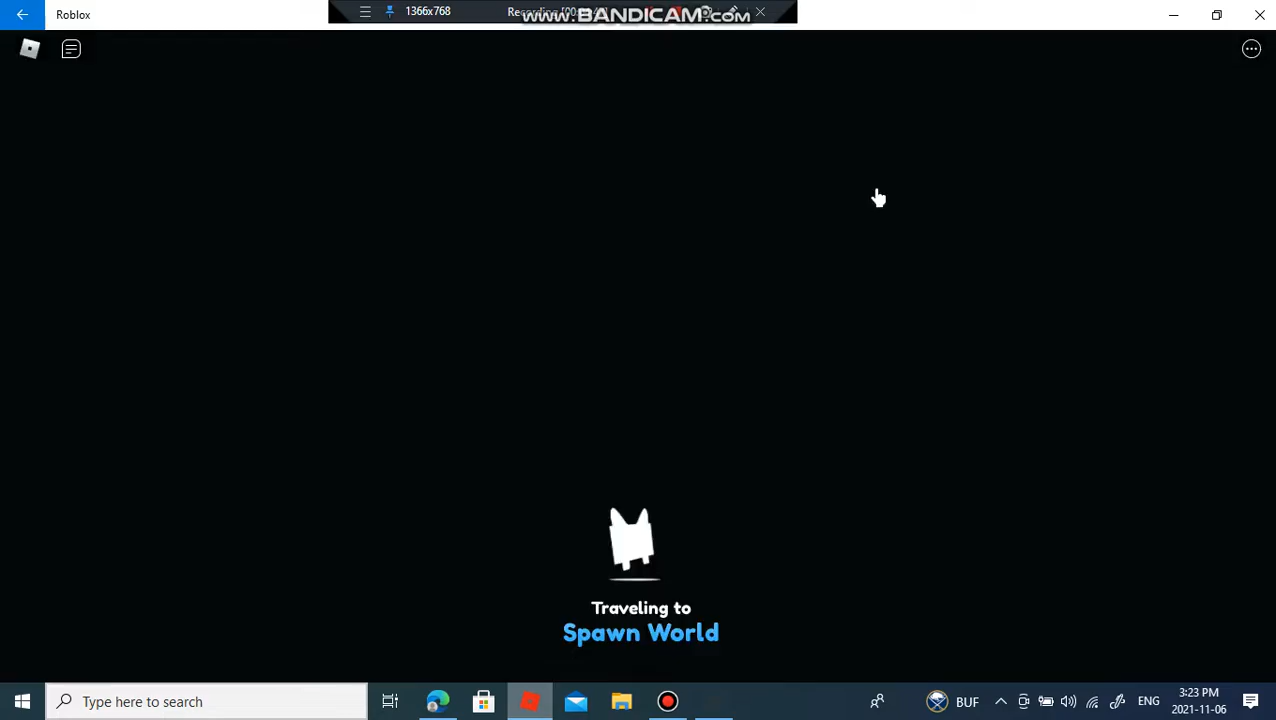 Roblox
1366x768
www.BANDICAM.com
Traveling to
Spawn World
Type here to search
BUF
ENG
3:23 PM
2021-11-06